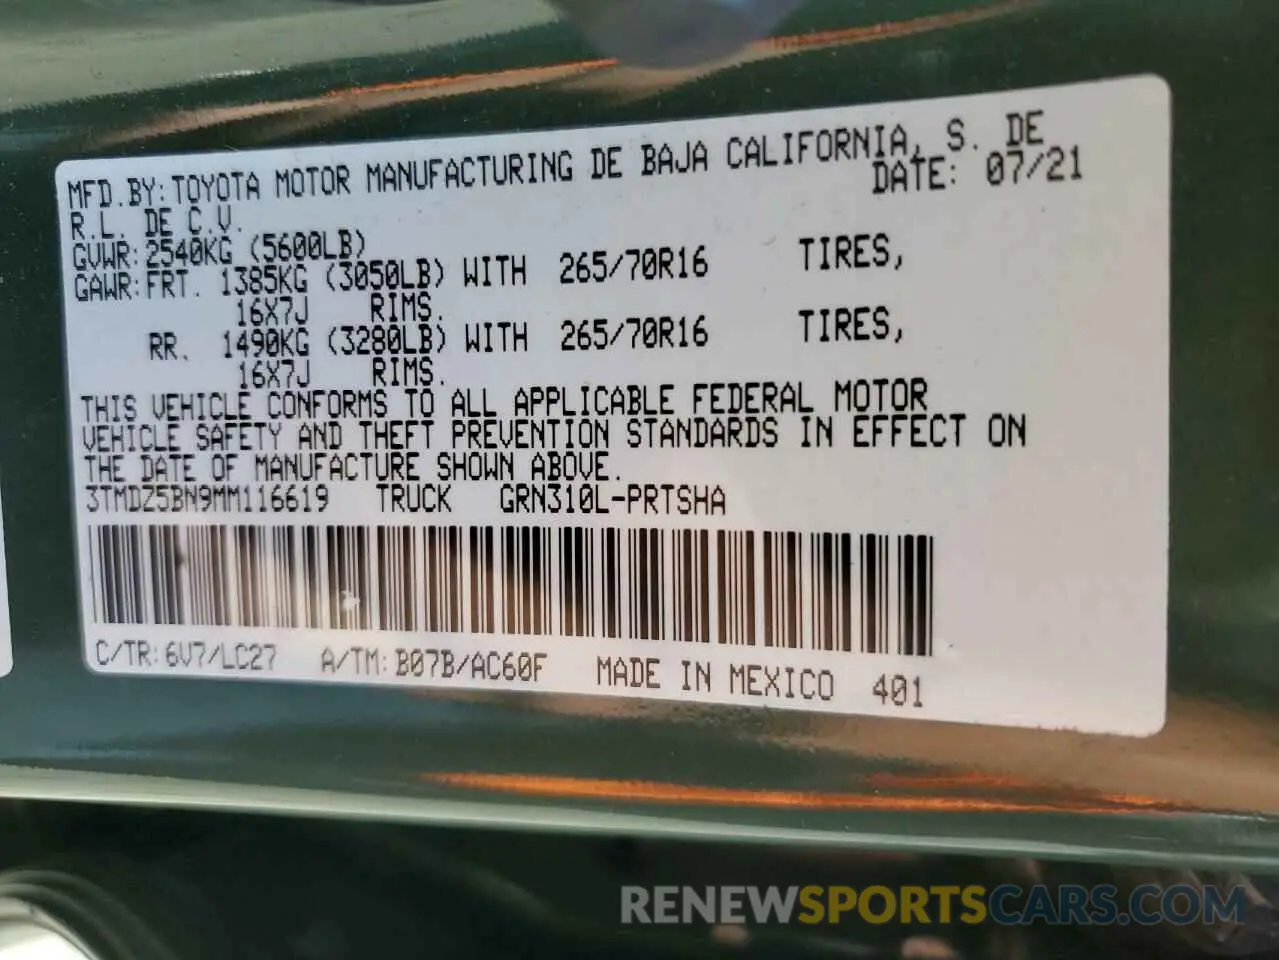 MFD.BY: TOYOTA MOTOR MANUFACTURING DE BAJA CALIFORNIA, S. DE
R.L. DE C.V. DATE: 07/21
GVWR: 2540KG (5600LB)
GAWR: FRT. 1385KG (3050LB) WITH 265/70R16 TIRES,
16X7J RIMS.
RR. 1490KG (3280LB) WITH 265/70R16 TIRES,
16X7J RIMS.
THIS VEHICLE CONFORMS TO ALL APPLICABLE FEDERAL MOTOR
VEHICLE SAFETY AND THEFT PREVENTION STANDARDS IN EFFECT ON
THE DATE OF MANUFACTURE SHOWN ABOVE.
3TMDZ5BN9MM116619 TRUCK GRN310L-PRTSHA
C/TR: 6V7/LC27 A/TM: B07B/AC60F MADE IN MEXICO 401
RENEWSPORTSCARS.COM